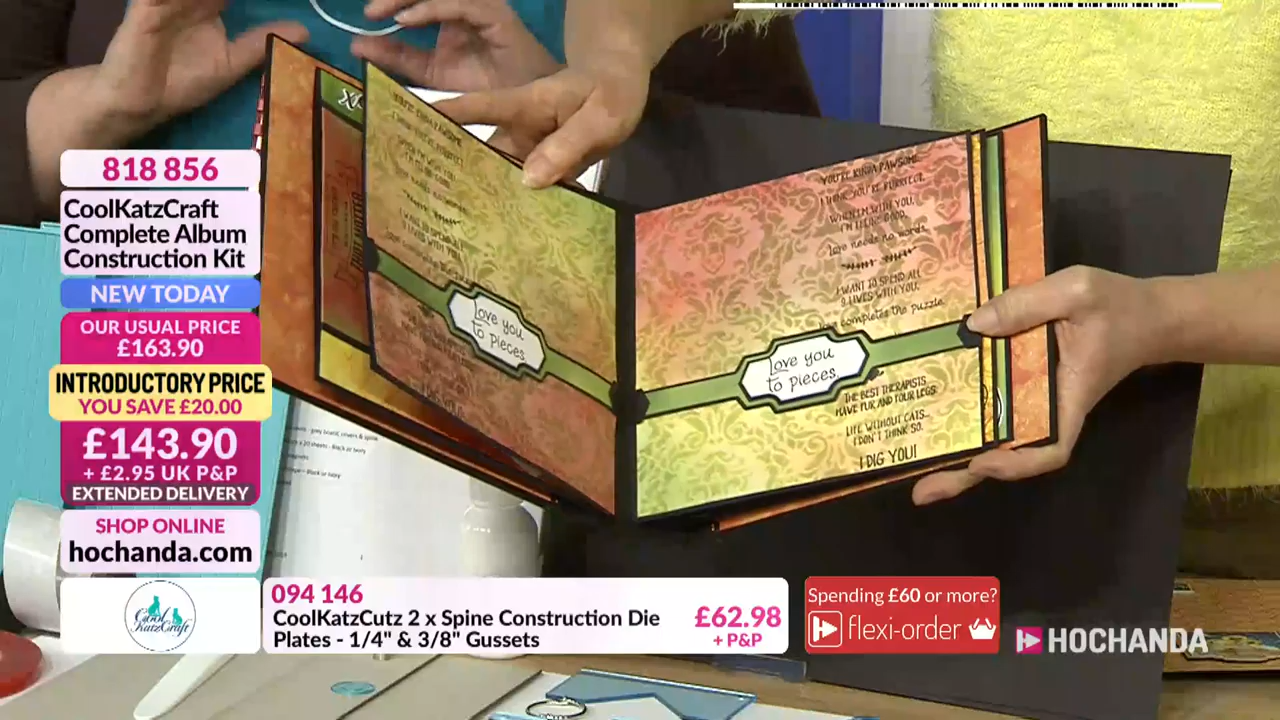 818 856
CoolKatzCraft
Complete Album
Construction Kit
NEW TODAY
OUR USUAL PRICE
£163.90
INTRODUCTORY PRICE
YOU SAVE £20.00
£143.90
+ £2.95 UK P&P
EXTENDED DELIVERY
SHOP ONLINE
hochanda.com
Cool
KatzCraft
094 146
CoolKatzCutz 2 x Spine Construction Die
Plates - 1/4" & 3/8" Gussets
£62.98
+ P&P
Spending £60 or more?
flexi-order
HOCHANDA
Love you
to pieces
YOU'RE KINDA PAWSOME
I THINK YOU'RE PURRFECT.
WHEN I'M WITH YOU,
I'M FELINE GOOD.
Love needs no words.
I WANT TO SPEND ALL
9 LIVES WITH YOU.
completes the puzzle.
Love you
to pieces
THE BEST THERAPISTS
HAVE FUR AND FOUR LEGS.
LIFE WITHOUT CATS...
I DON'T THINK SO.
I DIG YOU!